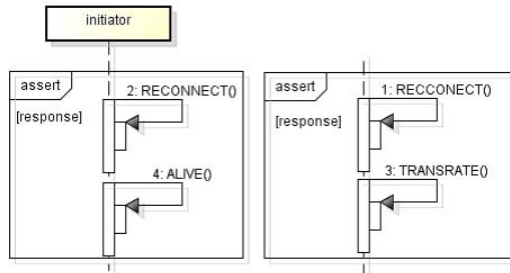 initiator
assert
2: RECONNECT()
[response]
4: ALIVE()
assert
1: RECCONECT()
[response]
3: TRANSRATE()